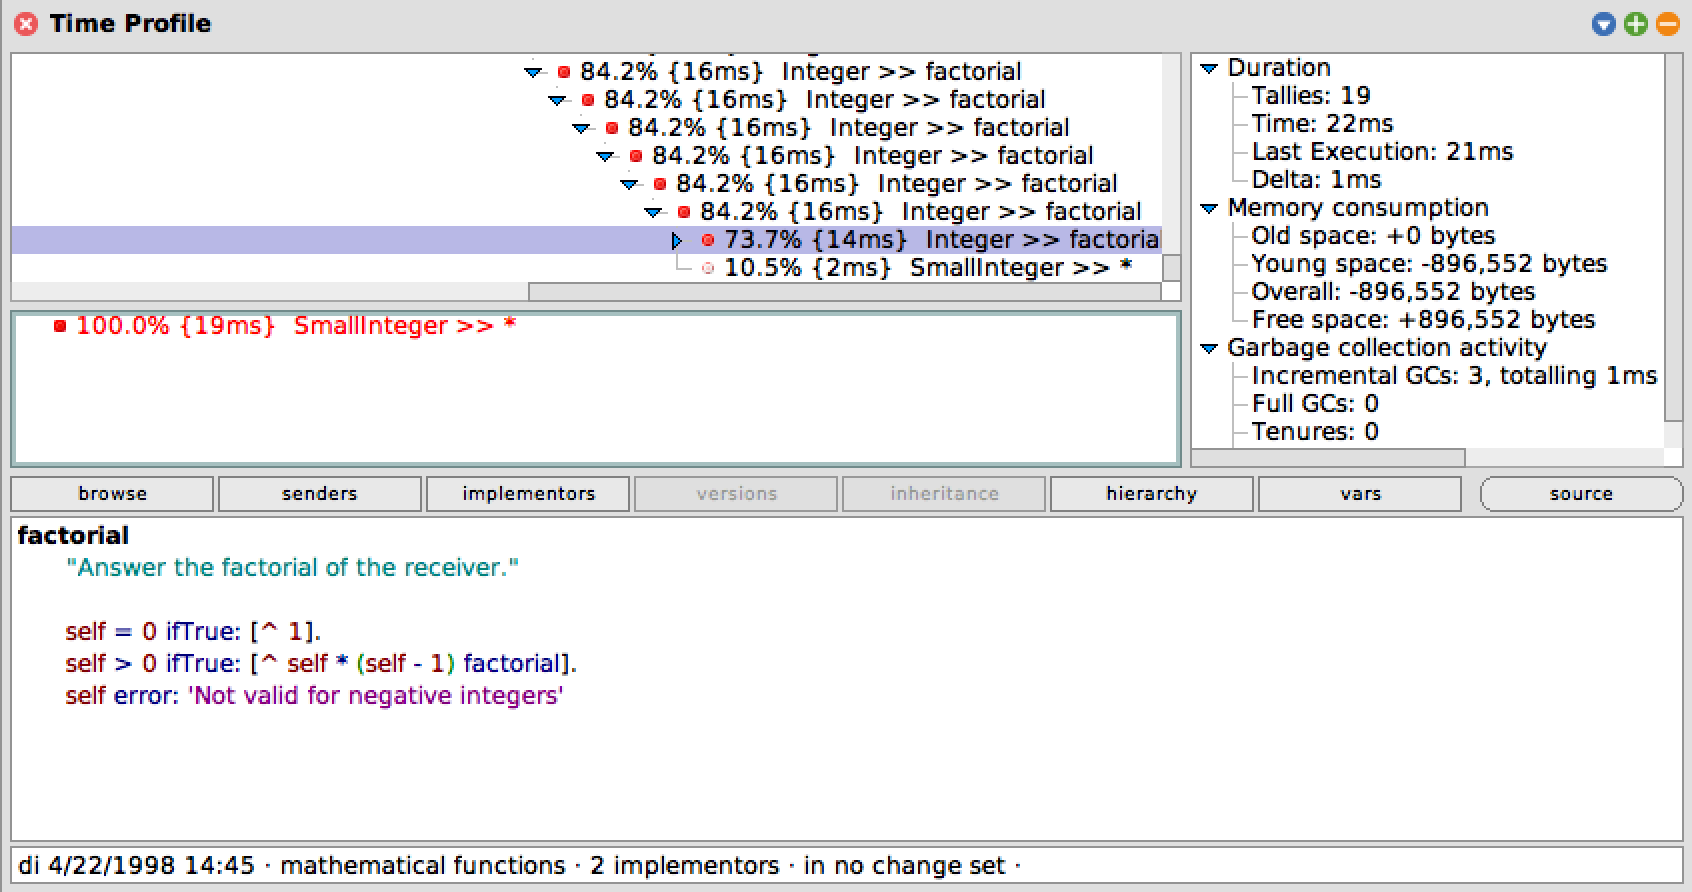 Time Profile
84.2% {16ms} Integer >> factorial
84.2% {16ms} Integer >> factorial
84.2% {16ms} Integer >> factorial
84.2% {16ms} Integer >> factorial
84.2% {16ms} Integer >> factorial
84.2% {16ms} Integer >> factorial
73.7% {14ms} Integer >> factoria
10.5% {2ms} SmallInteger >> *
100.0% {19ms} SmallInteger >> *
Duration
Tallies: 19
Time: 22ms
Last Execution: 21ms
Delta: 1ms
Memory consumption
Old space: +0 bytes
Young space: -896,552 bytes
Overall: -896,552 bytes
Free space: +896,552 bytes
Garbage collection activity
Incremental GCs: 3, totalling 1ms
Full GCs: 0
Tenures: 0
browse senders implementors versions inheritance hierarchy vars source
factorial
"Answer the factorial of the receiver."
self = 0 ifTrue: [^ 1].
self > 0 ifTrue: [^ self * (self - 1) factorial].
self error: 'Not valid for negative integers'
di 4/22/1998 14:45 · mathematical functions · 2 implementors · in no change set ·